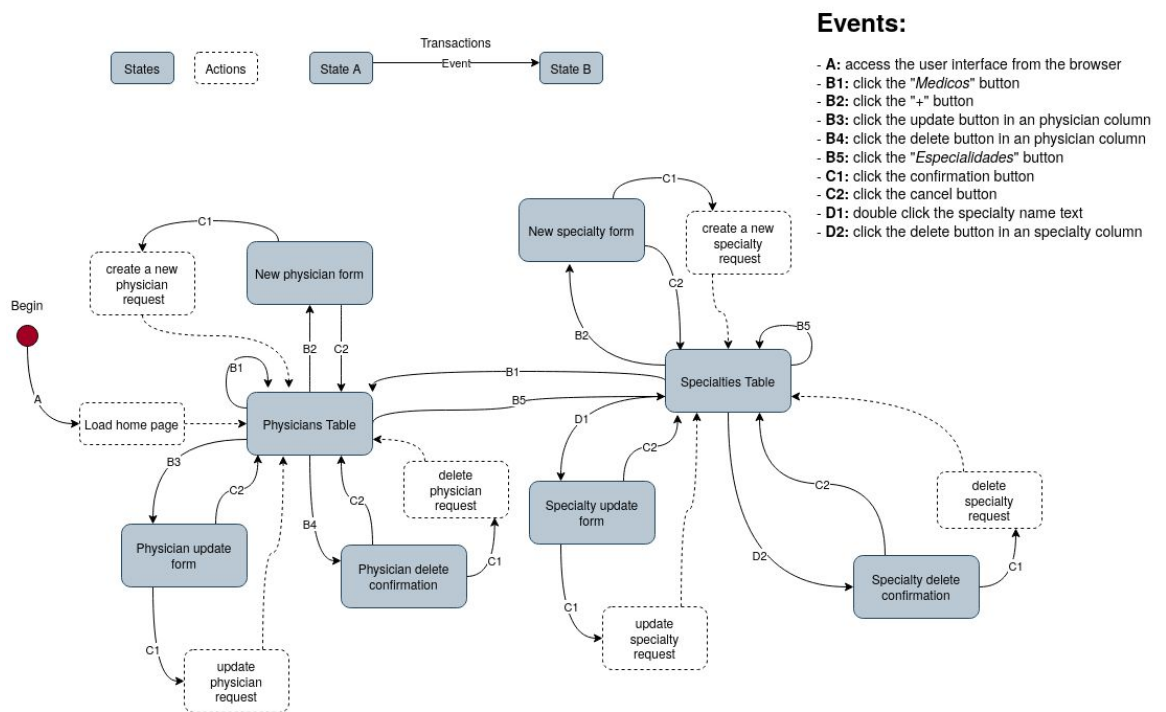 Events:
- A: access the user interface from the browser
- B1: click the "Medicos" button
- B2: click the "+" button
- B3: click the update button in an physician column
- B4: click the delete button in an physician column
- B5: click the "Especialidades" button
- C1: click the confirmation button
- C2: click the cancel button
- D1: double click the specialty name text
- D2: click the delete button in an specialty column
States
Actions
State A
Transactions
Event
State B
Begin
A
Load home page
C1
create a new
physician
request
New physician form
B1
B2
C2
Physicians Table
B3
C2
Physician update
form
C1
update
physician
request
B4
C2
Physician delete
confirmation
C1
delete
physician
request
B1
B5
New specialty form
C1
create a new
specialty
request
C2
B2
B5
Specialties Table
D1
C2
Specialty update
form
C1
update
specialty
request
D2
C2
Specialty delete
confirmation
C1
delete
specialty
request